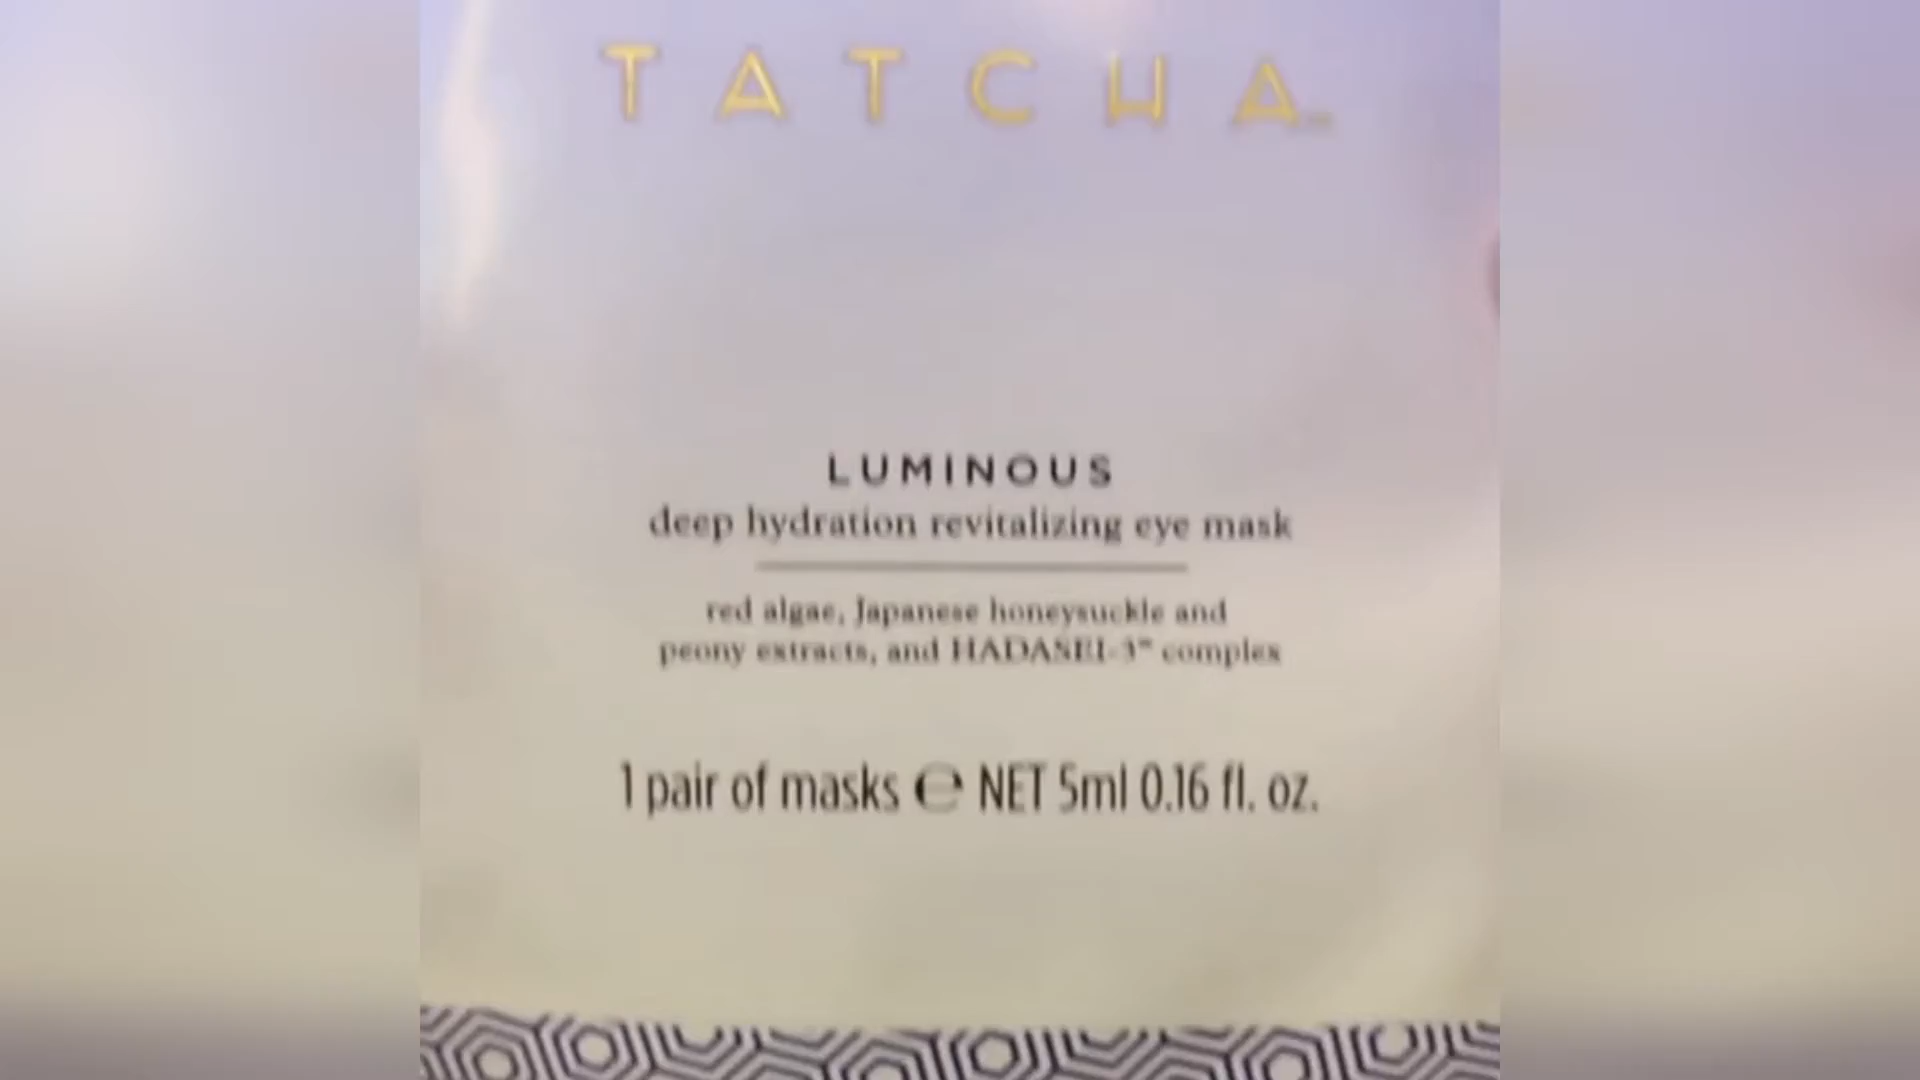 TATCHA
LUMINOUS
deep hydration revitalizing eye mask
red algae, Japanese honeysuckle and
peony extracts, and HADASEI-3™ complex
1 pair of masks ℮ NET 5ml 0.16 fl. oz.